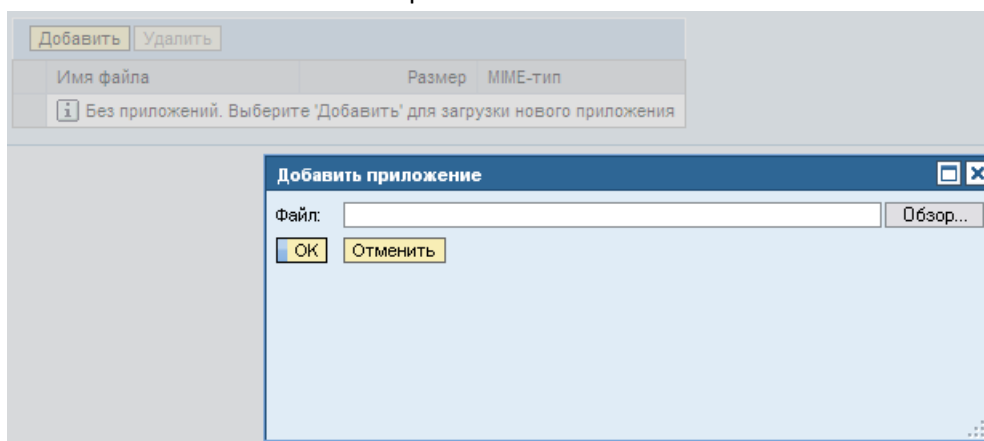 Добавить Удалить
Имя файла Размер MIME-тип
Без приложений. Выберите 'Добавить' для загрузки нового приложения
Добавить приложение
Файл: Обзор...
OK Отменить